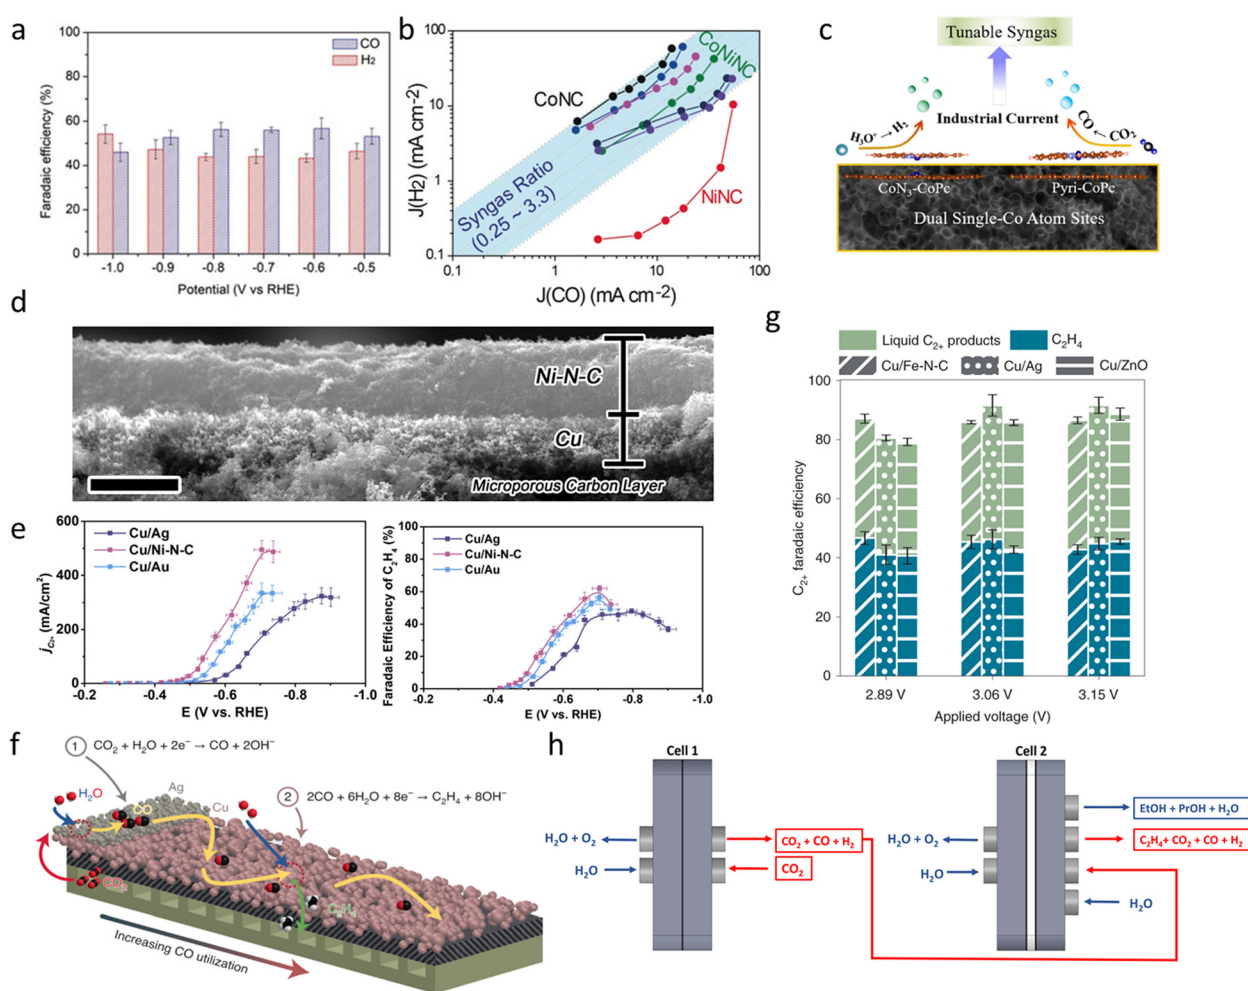 a
CO
H₂
Faradaic efficiency (%)
100
80
60
40
20
0
-1.0 -0.9 -0.8 -0.7 -0.6 -0.5
Potential (V vs RHE)
b
J(H2) (mA cm-2)
100
10
1
0.1
CoNC
CoNiNC
NiNC
Syngas Ratio
(0.25 ~ 3.3)
0.1 1 10 100
J(CO) (mA cm-2)
c
Tunable Syngas
Industrial Current
H₃O⁺ → H₂
CO ← CO₂
CoN₃-CoPc
Pyri-CoPc
Dual Single-Co Atom Sites
d
Ni-N-C
Cu
Microporous Carbon Layer
e
j C₂₊ (mA/cm²)
600
400
200
0
Cu/Ag
Cu/Ni-N-C
Cu/Au
-0.2 -0.4 -0.6 -0.8 -1.0
E (V vs. RHE)
Faradaic Efficiency of C₂H₄ (%)
100
80
60
40
20
0
Cu/Ag
Cu/Ni-N-C
Cu/Au
-0.2 -0.4 -0.6 -0.8 -1.0
E (V vs. RHE)
f
1 CO₂ + H₂O + 2e⁻ → CO + 2OH⁻
2 2CO + 6H₂O + 8e⁻ → C₂H₄ + 8OH⁻
H₂O
Ag
CO
Cu
CO₂
C₂H₄
Increasing CO utilization
g
Liquid C₂₊ products
C₂H₄
Cu/Fe-N-C
Cu/Ag
Cu/ZnO
C₂₊ faradaic efficiency
100
80
60
40
20
0
2.89 V 3.06 V 3.15 V
Applied voltage (V)
h
Cell 1
H₂O + O₂
H₂O
CO₂ + CO + H₂
CO₂
Cell 2
H₂O + O₂
H₂O
EtOH + PrOH + H₂O
C₂H₄+ CO₂ + CO + H₂
H₂O